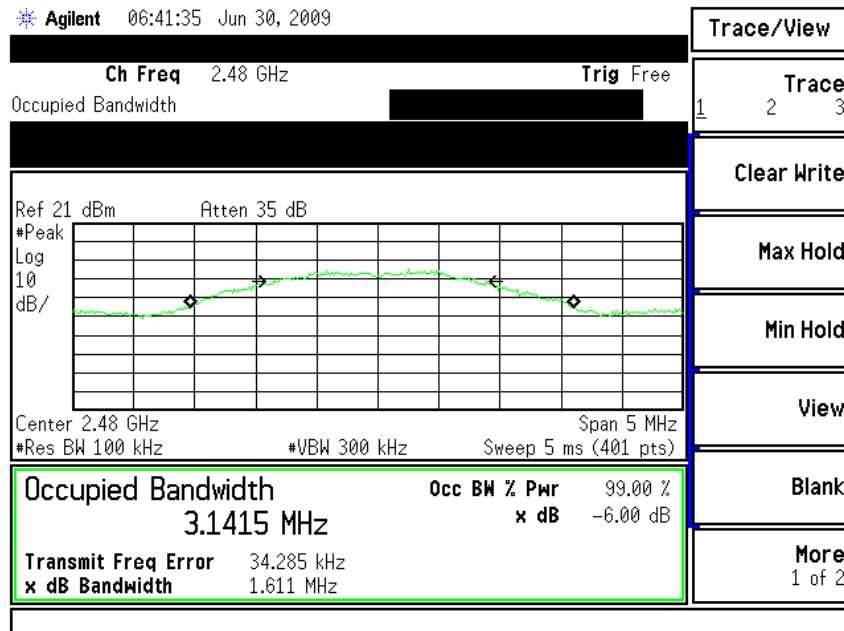 Agilent 06:41:35 Jun 30, 2009
Trace/View
Ch Freq 2.48 GHz Trig Free
Occupied Bandwidth
Trace
1 2 3
Clear Write
Max Hold
Min Hold
View
Blank
More
1 of 2
Ref 21 dBm Atten 35 dB
#Peak
Log
10
dB/
Center 2.48 GHz Span 5 MHz
#Res BW 100 kHz #VBW 300 kHz Sweep 5 ms (401 pts)
Occupied Bandwidth Occ BW % Pwr 99.00 %
3.1415 MHz x dB -6.00 dB
Transmit Freq Error 34.285 kHz
x dB Bandwidth 1.611 MHz